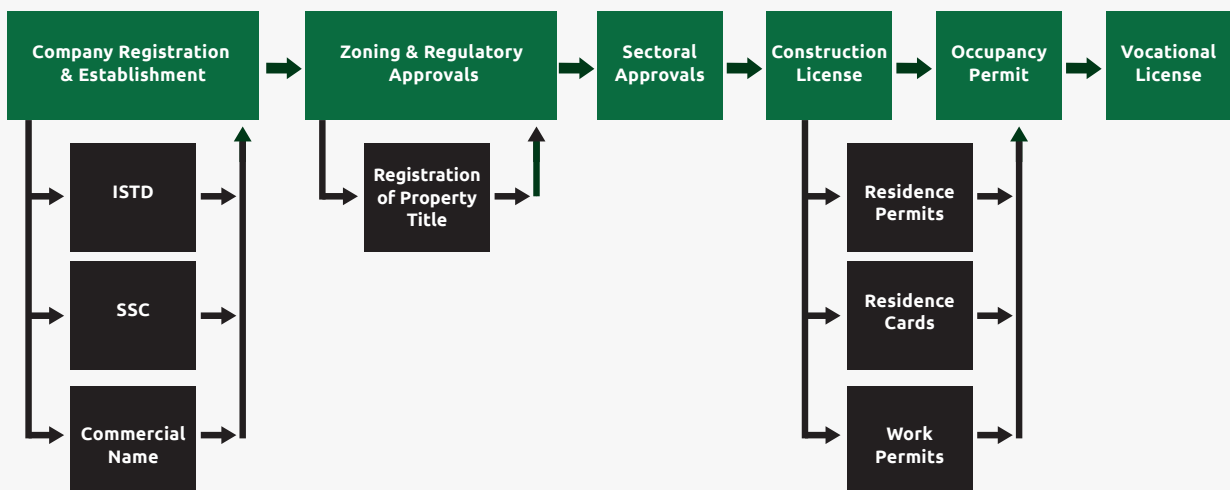 Company Registration
& Establishment
Zoning & Regulatory
Approvals
Sectoral
Approvals
Construction
License
Occupancy
Permit
Vocational
License
ISTD
SSC
Commercial
Name
Registration
of Property
Title
Residence
Permits
Residence
Cards
Work
Permits